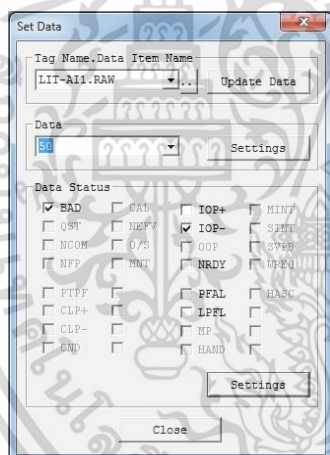 Set Data
Tag Name.Data Item Name
LIT-AI1.RAW .. Update Data
Data
50 Settings
Data Status
BAD CAL IOP+ MINT
QST NEFV IOP- SINT
NCOM O/S OOP SVPB
NFP MNT NRDY WREQ
PTPF PFAL HASC
CLP+ LPFL
CLP- MP
CND HAND
Settings
Close